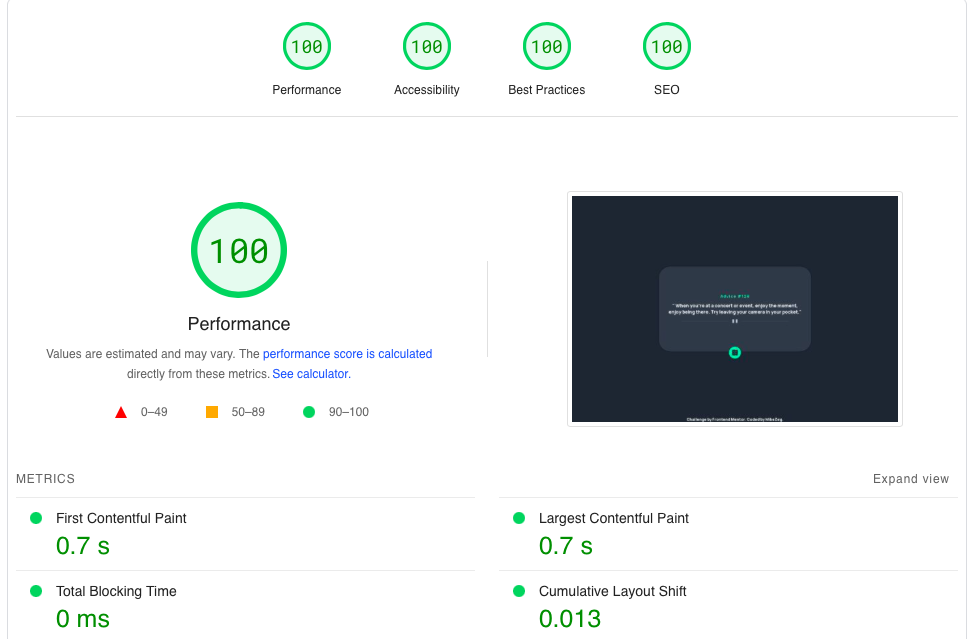 100 100 100 100
Performance Accessibility Best Practices SEO
100
Performance
Values are estimated and may vary. The performance score is calculated
directly from these metrics. See calculator.
0–49 50–89 90–100
Advice #124
“When you're at a concert or event, enjoy the moment,
enjoy being there. Try leaving your camera in your pocket.”
Challenge by Frontend Mentor. Coded by Mike Dog.
METRICS
Expand view
First Contentful Paint
0.7 s
Largest Contentful Paint
0.7 s
Total Blocking Time
0 ms
Cumulative Layout Shift
0.013